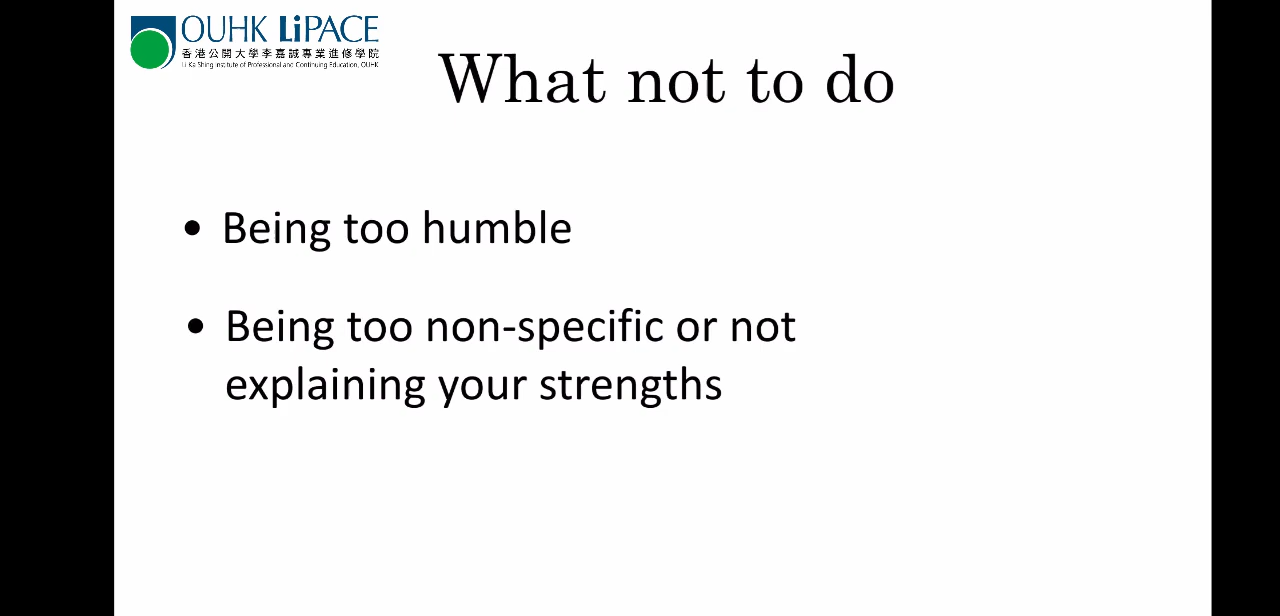 OUHK LiPACE
香港公開大學李嘉誠專業進修學院
Li Ka Shing Institute of Professional and Continuing Education, OUHK
What not to do
• Being too humble
• Being too non-specific or not
explaining your strengths